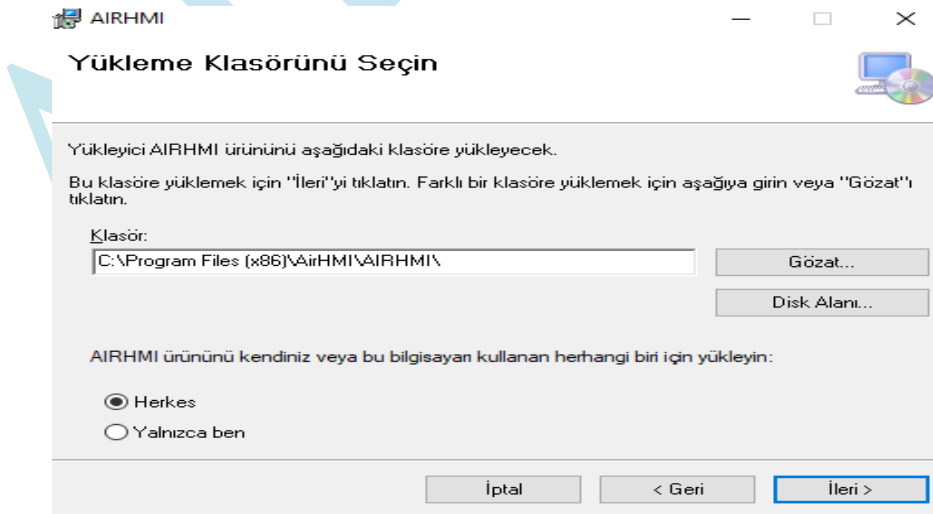 AIRHMI
Yükleme Klasörünü Seçin
Yükleyici AIRHMI ürününü aşağıdaki klasöre yükleyecek.
Bu klasöre yüklemek için "İleri"yi tıklatın. Farklı bir klasöre yüklemek için aşağıya girin veya "Gözat"ı
tıklatın.
Klasör:
C:\Program Files (x86)\AirHMI\AIRHMI\
Gözat...
Disk Alanı...
AIRHMI ürününü kendiniz veya bu bilgisayarı kullanan herhangi biri için yükleyin:
Herkes
Yalnızca ben
İptal
< Geri
İleri >